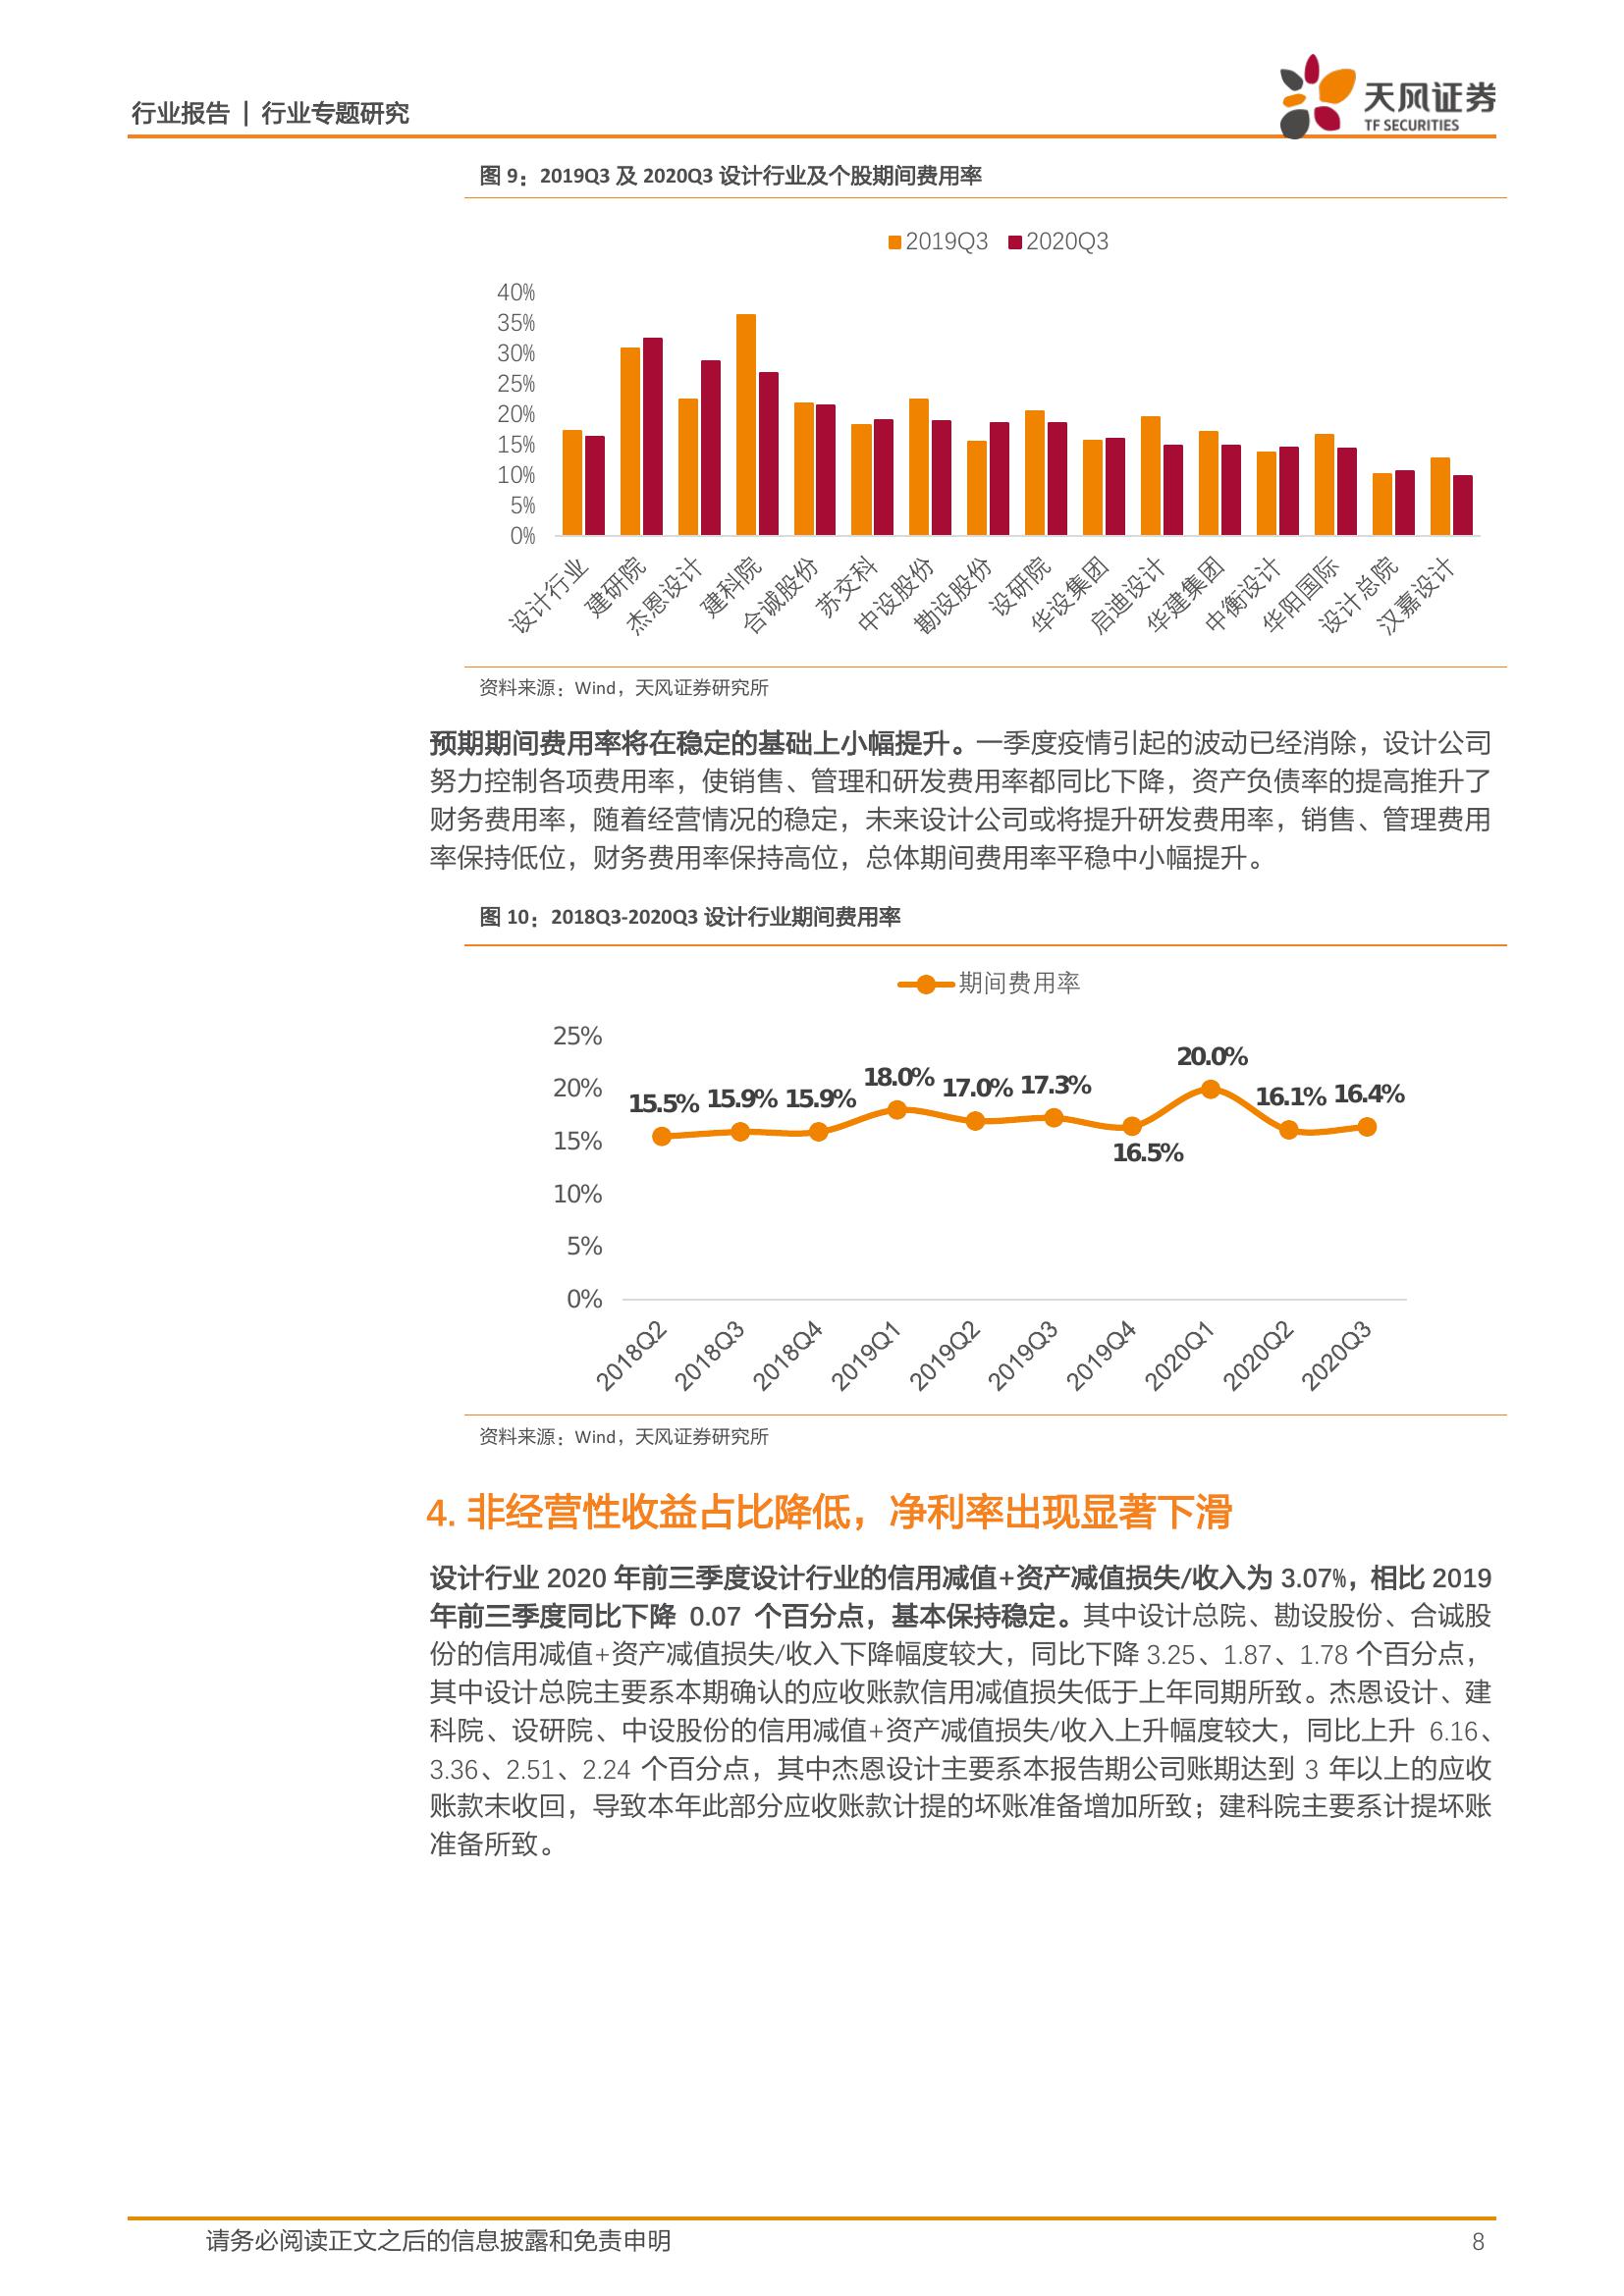 行业报告 | 行业专题研究
天风证券
TF SECURITIES
图 9：2019Q3 及 2020Q3 设计行业及个股期间费用率
2019Q3 2020Q3
40%
35%
30%
25%
20%
15%
10%
5%
0%
设计行业 建研院 杰恩设计 建科院 合诚股份 苏交科 中设股份 勘设股份 设研院 华设集团 启迪设计 华建集团 中衡设计 华阳国际 设计总院 汉嘉设计
资料来源：Wind，天风证券研究所
预期期间费用率将在稳定的基础上小幅提升。一季度疫情引起的波动已经消除，设计公司
努力控制各项费用率，使销售、管理和研发费用率都同比下降，资产负债率的提高推升了
财务费用率，随着经营情况的稳定，未来设计公司或将提升研发费用率，销售、管理费用
率保持低位，财务费用率保持高位，总体期间费用率平稳中小幅提升。
图 10：2018Q3-2020Q3 设计行业期间费用率
期间费用率
25%
20%
15%
10%
5%
0%
15.5% 15.9% 15.9% 18.0% 17.0% 17.3% 16.5% 20.0% 16.1% 16.4%
2018Q2 2018Q3 2018Q4 2019Q1 2019Q2 2019Q3 2019Q4 2020Q1 2020Q2 2020Q3
资料来源：Wind，天风证券研究所
4. 非经营性收益占比降低，净利率出现显著下滑
设计行业 2020 年前三季度设计行业的信用减值+资产减值损失/收入为 3.07%，相比 2019
年前三季度同比下降 0.07 个百分点，基本保持稳定。其中设计总院、勘设股份、合诚股
份的信用减值+资产减值损失/收入下降幅度较大，同比下降 3.25、1.87、1.78 个百分点，
其中设计总院主要系本期确认的应收账款信用减值损失低于上年同期所致。杰恩设计、建
科院、设研院、中设股份的信用减值+资产减值损失/收入上升幅度较大，同比上升 6.16、
3.36、2.51、2.24 个百分点，其中杰恩设计主要系本报告期公司账期达到 3 年以上的应收
账款未收回，导致本年此部分应收账款计提的坏账准备增加所致；建科院主要系计提坏账
准备所致。
请务必阅读正文之后的信息披露和免责申明
8